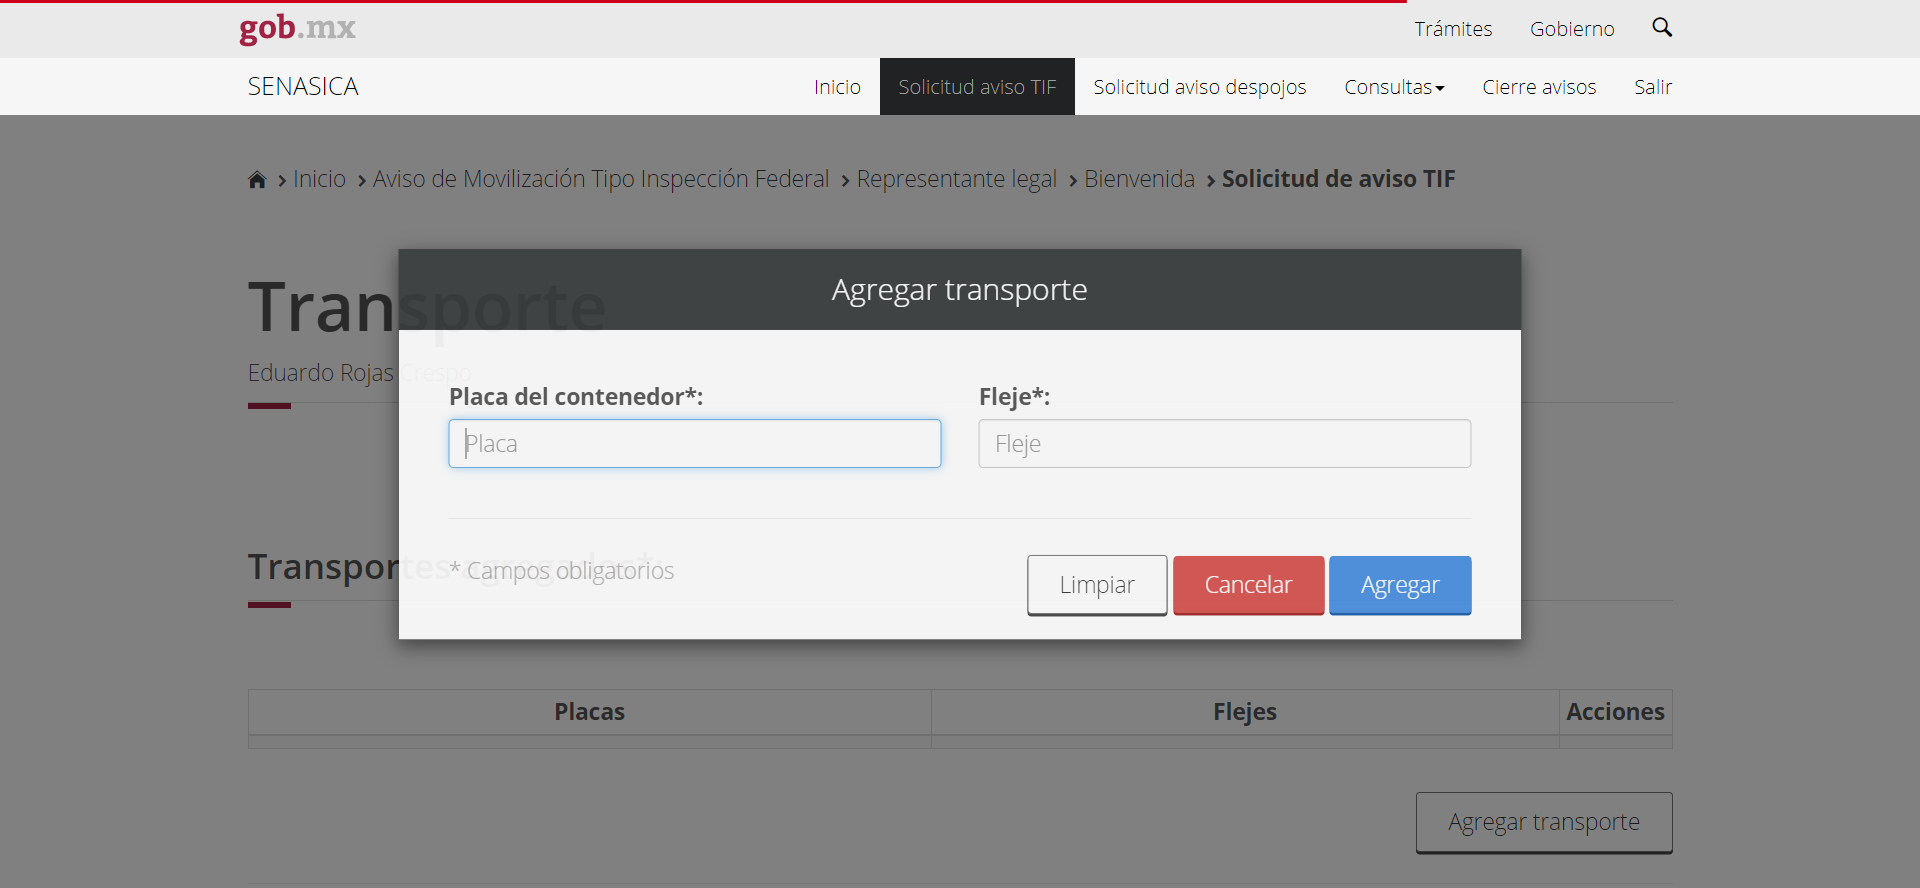 gob.mx
Trámites Gobierno
SENASICA
Inicio Solicitud aviso TIF Solicitud aviso despojos Consultas Cierre avisos Salir
Inicio Aviso de Movilización Tipo Inspección Federal Representante legal Bienvenida Solicitud de aviso TIF
Transporte
Eduardo Rojas Crespo
Agregar transporte
Placa del contenedor*: Fleje*:
Placa Fleje
Transportes agregados*:
* Campos obligatorios
Limpiar Cancelar Agregar
Placas Flejes Acciones
Agregar transporte